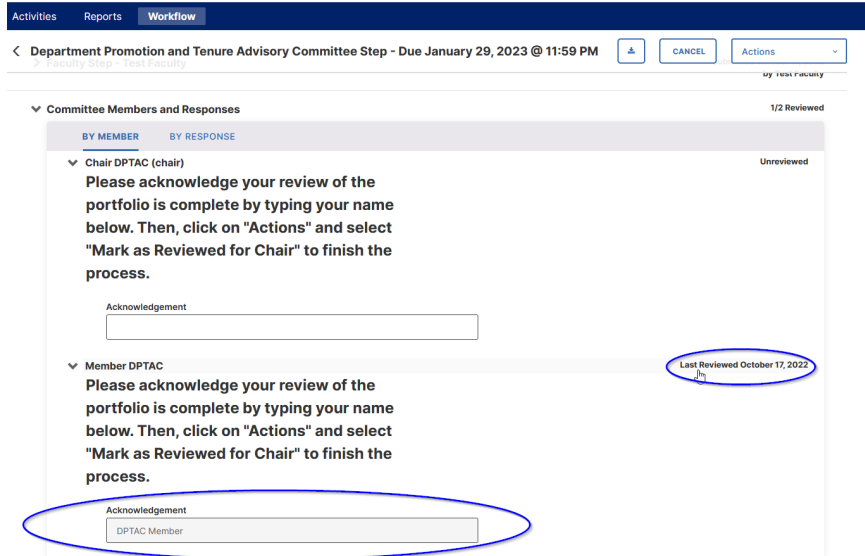 Activities Reports Workflow
Department Promotion and Tenure Advisory Committee Step - Due January 29, 2023 @ 11:59 PM CANCEL Actions
Faculty Step - Test Faculty
by Test Faculty
Committee Members and Responses 1/2 Reviewed
BY MEMBER BY RESPONSE
Chair DPTAC (chair) Unreviewed
Please acknowledge your review of the
portfolio is complete by typing your name
below. Then, click on "Actions" and select
"Mark as Reviewed for Chair" to finish the
process.
Acknowledgement
Member DPTAC Last Reviewed October 17, 2022
Please acknowledge your review of the
portfolio is complete by typing your name
below. Then, click on "Actions" and select
"Mark as Reviewed for Chair" to finish the
process.
Acknowledgement
DPTAC Member